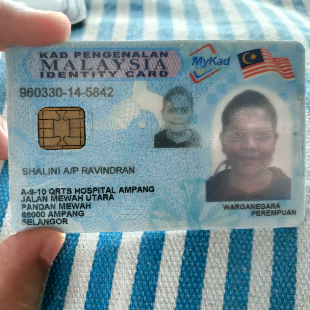 KAD PENGENALAN
MALAYSIA
IDENTITY CARD
MyKad
960330-14-5842
SHALINI A/P RAVINDRAN
A-9-10 QRTS HOSPITAL AMPANG
JALAN MEWAH UTARA
PANDAN MEWAH
68000 AMPANG
SELANGOR
WARGANEGARA
PEREMPUAN